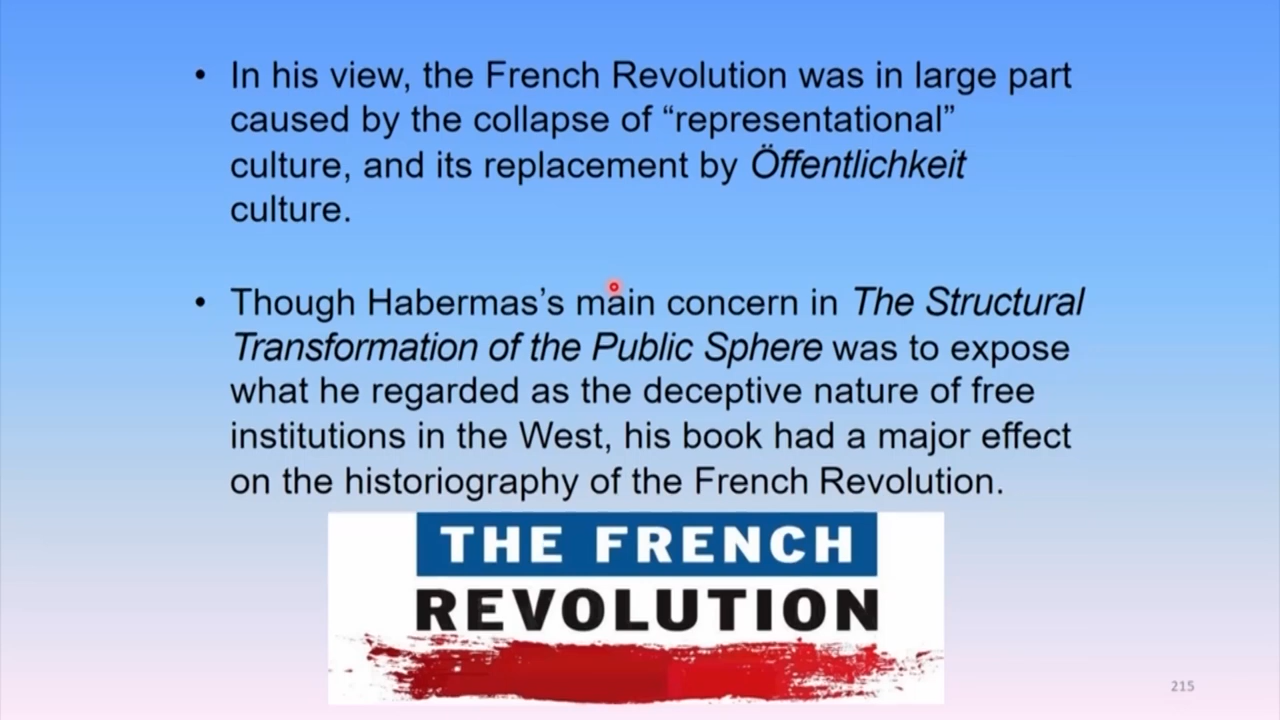 • In his view, the French Revolution was in large part
caused by the collapse of “representational”
culture, and its replacement by Öffentlichkeit
culture.
• Though Habermas’s main concern in The Structural
Transformation of the Public Sphere was to expose
what he regarded as the deceptive nature of free
institutions in the West, his book had a major effect
on the historiography of the French Revolution.
THE FRENCH
REVOLUTION
215